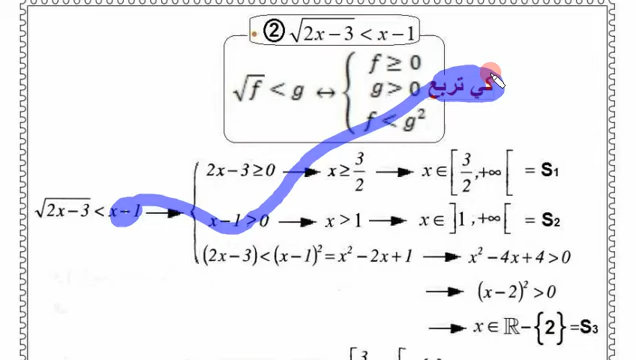 • ② √(2x−3) < x−1
√f < g ↔ { f ≥ 0
g > 0 كي تربع
f < g²
√(2x−3) < x−1 → { 2x−3≥0 → x≥3/2 → x∈[3/2,+∞[ = S₁
x−1>0 → x>1 → x∈]1,+∞[ = S₂
(2x−3)<(x−1)²=x²−2x+1 → x²−4x+4>0
→ (x−2)²>0
→ x∈ℝ−{2}=S₃